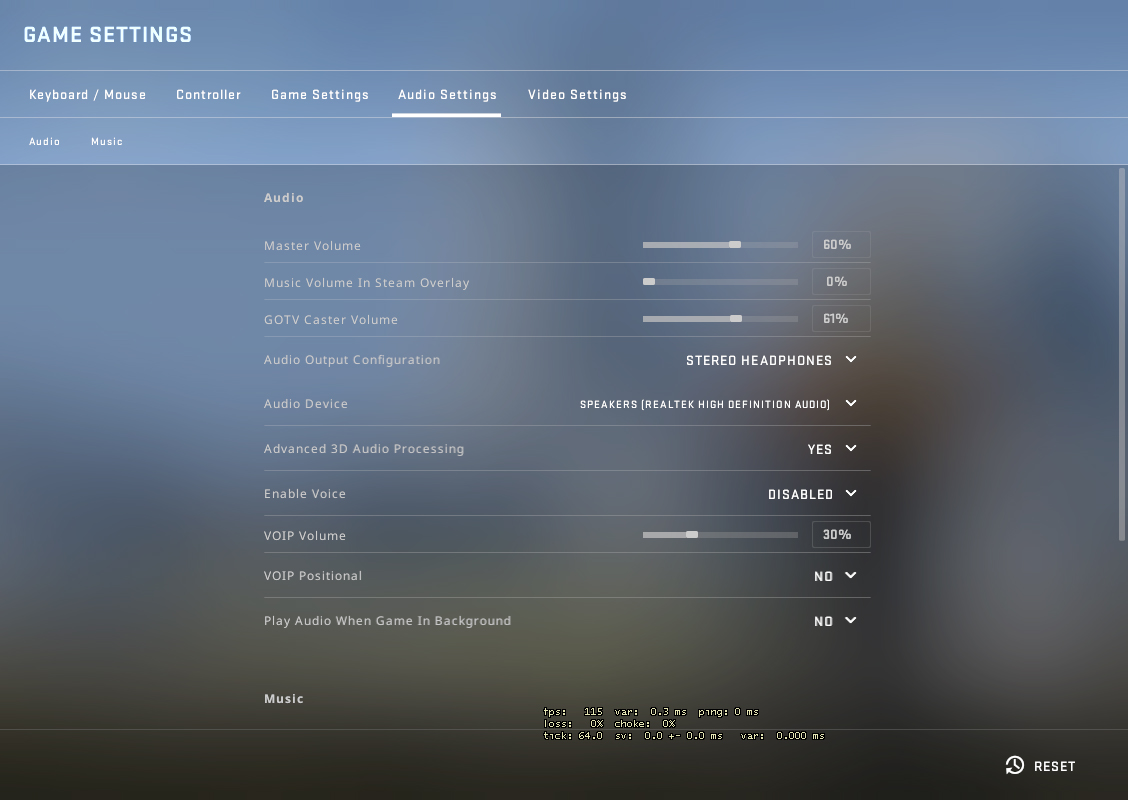 GAME SETTINGS
Keyboard / Mouse Controller Game Settings Audio Settings Video Settings
Audio Music
Audio
Master Volume 60%
Music Volume In Steam Overlay 0%
GOTV Caster Volume 61%
Audio Output Configuration STEREO HEADPHONES
Audio Device SPEAKERS (REALTEK HIGH DEFINITION AUDIO)
Advanced 3D Audio Processing YES
Enable Voice DISABLED
VOIP Volume 30%
VOIP Positional NO
Play Audio When Game In Background NO
Music
fps: 115 var: 0.3 ms ping: 0 ms
loss: 0% choke: 0%
tick: 64.0 sv: 0.0 +- 0.0 ms var: 0.000 ms
RESET